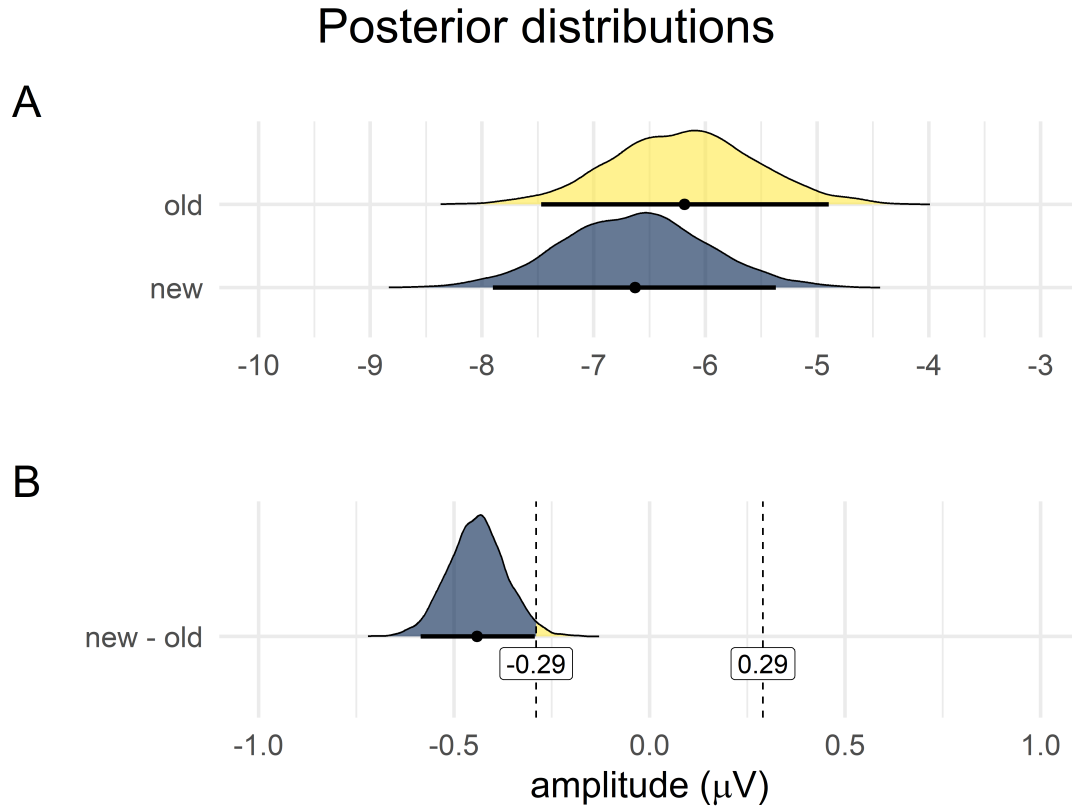 Posterior distributions
A
old
new
-10 -9 -8 -7 -6 -5 -4 -3
B
new - old
-0.29 0.29
-1.0 -0.5 0.0 0.5 1.0
amplitude (μV)